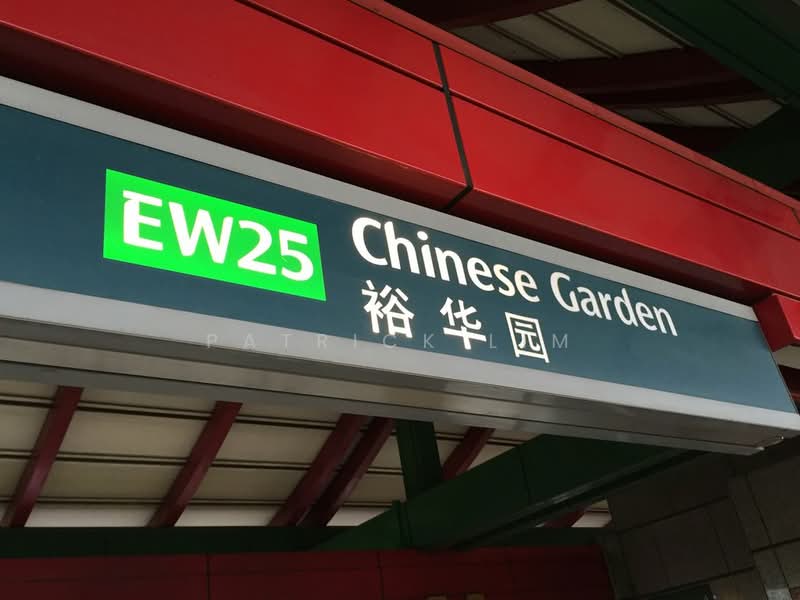 EW25 Chinese Garden
裕华园
PATRICK LIM